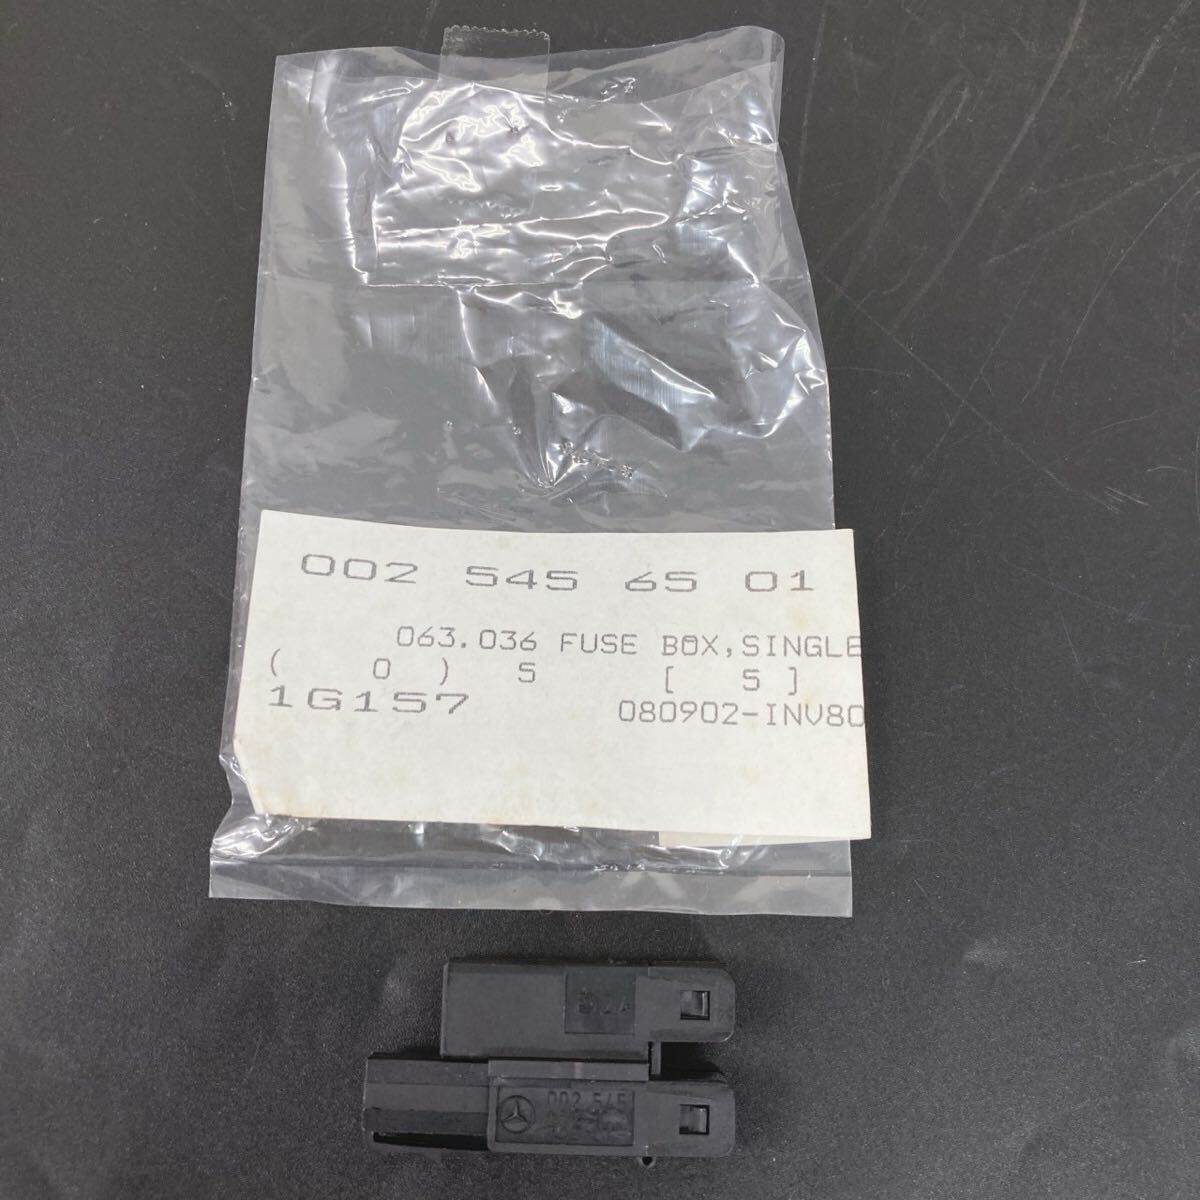 002 545 65 01
063.036 FUSE BOX,SINGLE
( 0 ) 5 [ 5 ]
1G157 080902-INV80
002 545